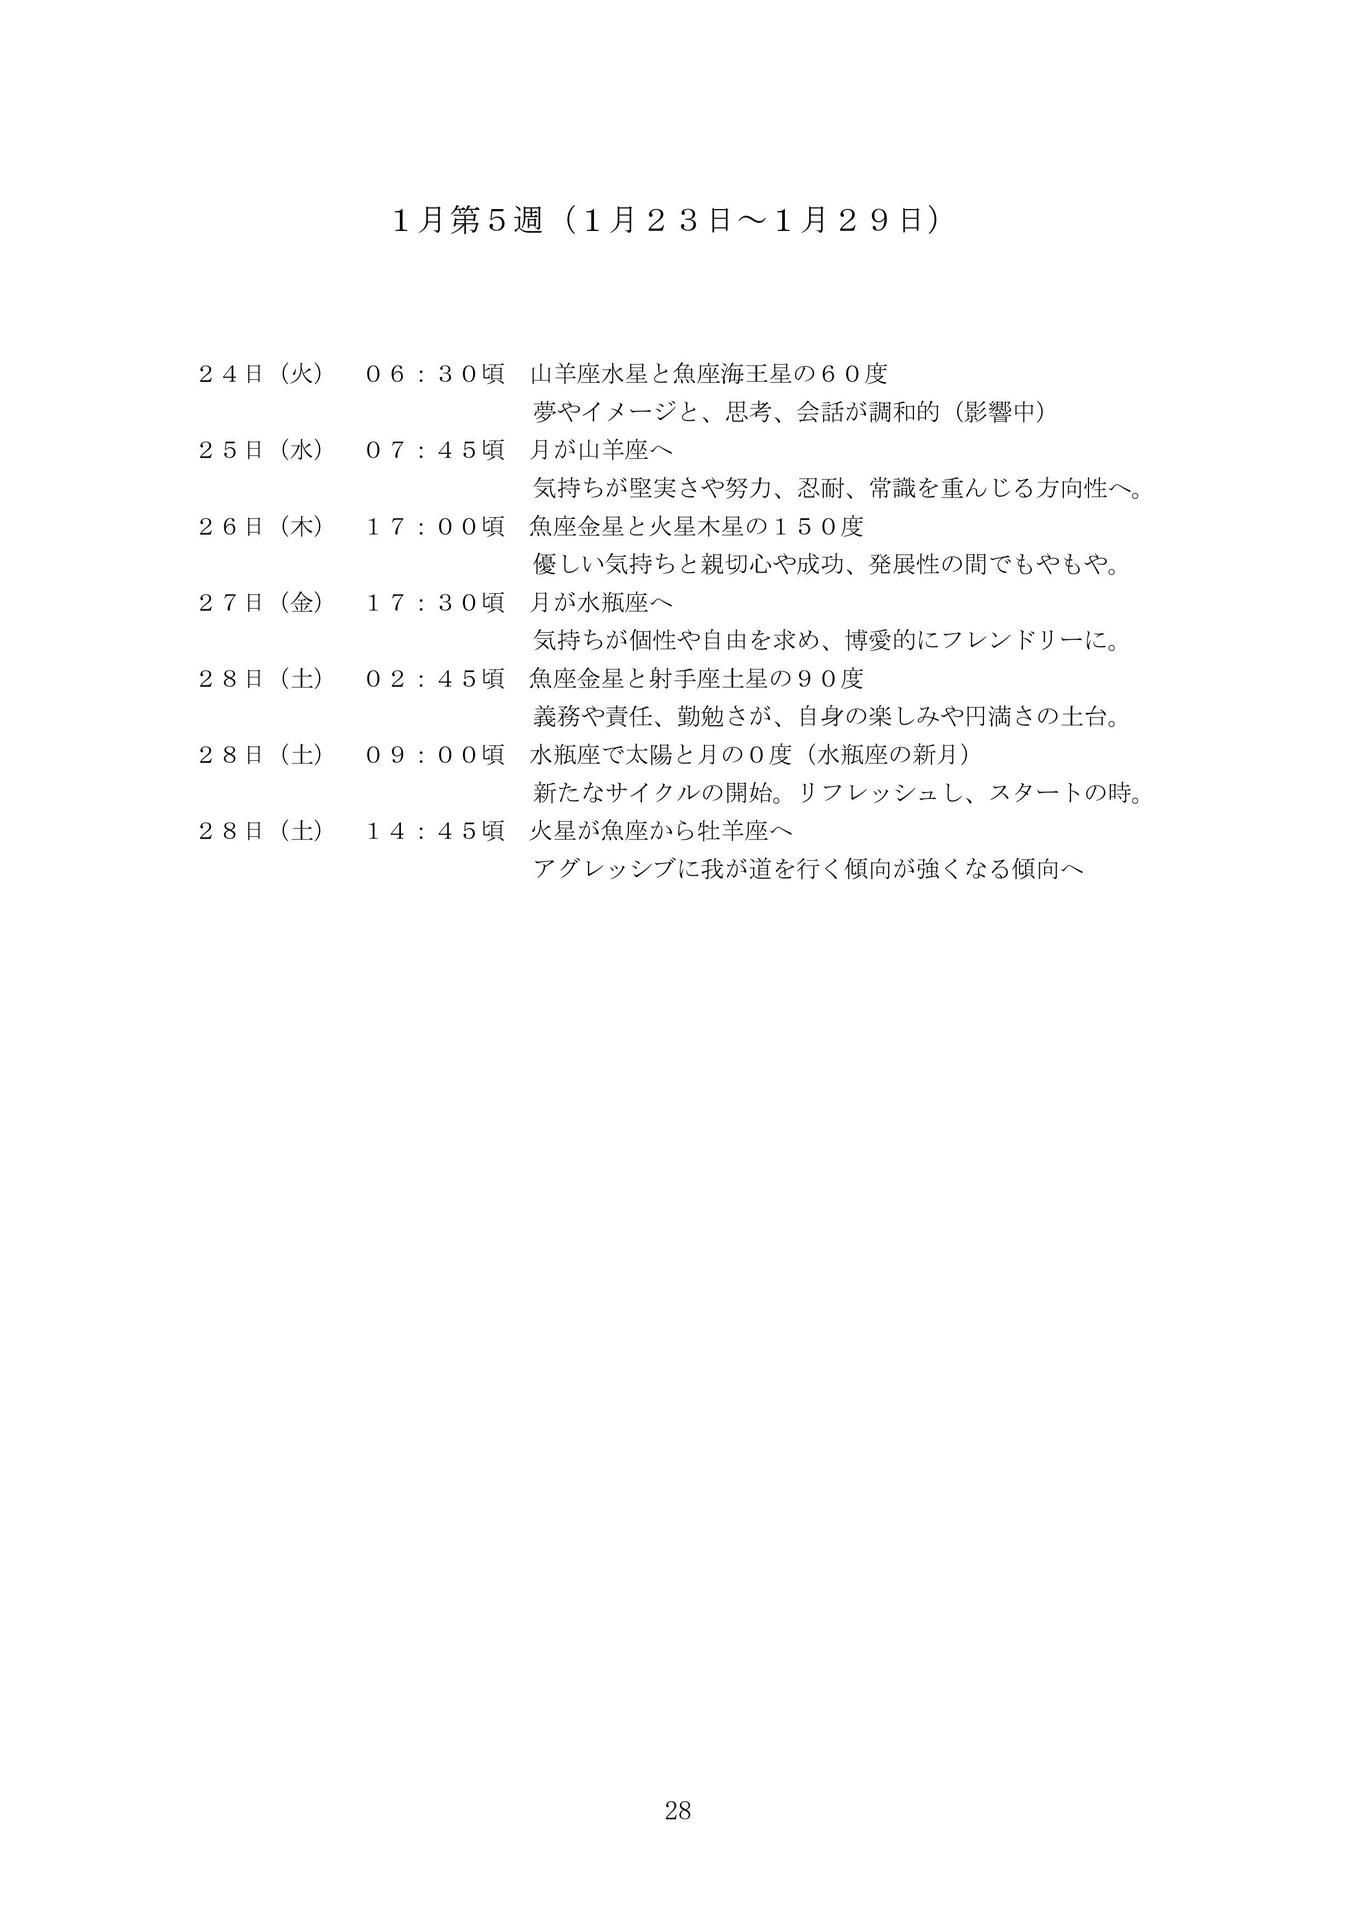 １月第５週（１月２３日～１月２９日）
２４日（火）　０６：３０頃　山羊座水星と魚座海王星の６０度
夢やイメージと、思考、会話が調和的（影響中）
２５日（水）　０７：４５頃　月が山羊座へ
気持ちが堅実さや努力、忍耐、常識を重んじる方向性へ。
２６日（木）　１７：００頃　魚座金星と火星木星の１５０度
優しい気持ちと親切心や成功、発展性の間でもやもや。
２７日（金）　１７：３０頃　月が水瓶座へ
気持ちが個性や自由を求め、博愛的にフレンドリーに。
２８日（土）　０２：４５頃　魚座金星と射手座土星の９０度
義務や責任、勤勉さが、自身の楽しみや円満さの土台。
２８日（土）　０９：００頃　水瓶座で太陽と月の０度（水瓶座の新月）
新たなサイクルの開始。リフレッシュし、スタートの時。
２８日（土）　１４：４５頃　火星が魚座から牡羊座へ
アグレッシブに我が道を行く傾向が強くなる傾向へ
28